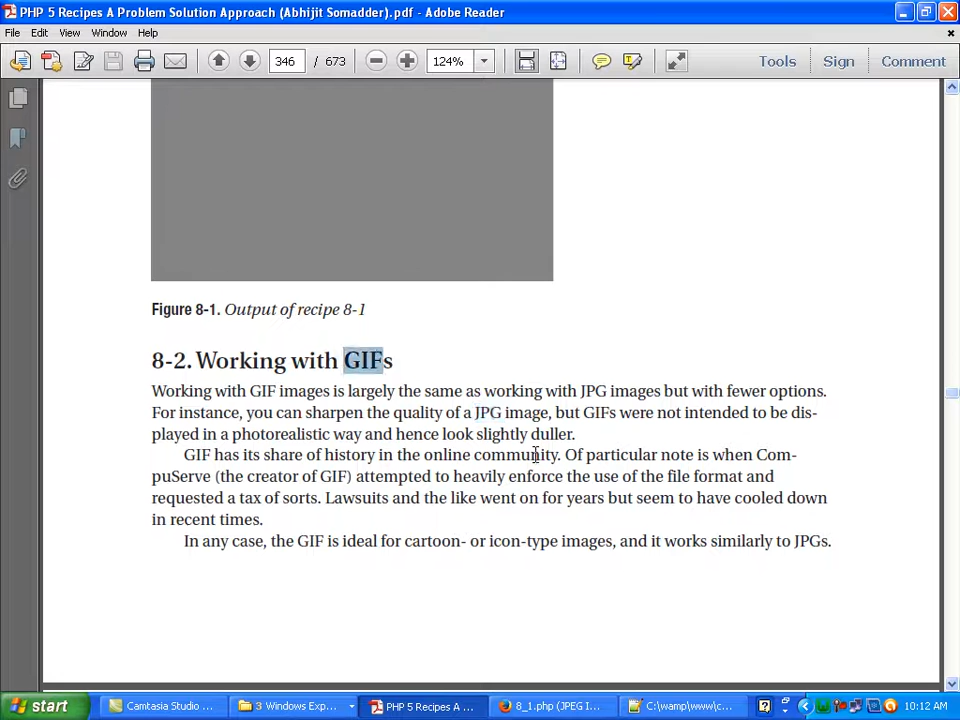 PHP 5 Recipes A Problem Solution Approach (Abhijit Somadder).pdf - Adobe Reader
File Edit View Window Help
346 / 673 124% Tools Sign Comment
Figure 8-1. Output of recipe 8-1
8-2. Working with GIFs
Working with GIF images is largely the same as working with JPG images but with fewer options.
For instance, you can sharpen the quality of a JPG image, but GIFs were not intended to be dis-
played in a photorealistic way and hence look slightly duller.
GIF has its share of history in the online community. Of particular note is when Com-
puServe (the creator of GIF) attempted to heavily enforce the use of the file format and
requested a tax of sorts. Lawsuits and the like went on for years but seem to have cooled down
in recent times.
In any case, the GIF is ideal for cartoon- or icon-type images, and it works similarly to JPGs.
start Camtasia Studio ... 3 Windows Exp... PHP 5 Recipes A ... 8_1.php (JPEG I... C:\wamp\www\c... 10:12 AM